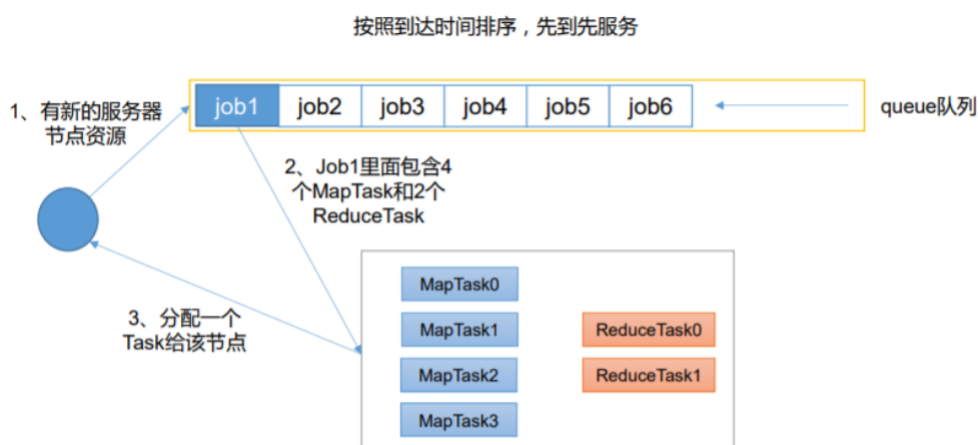 按照到达时间排序，先到先服务
1、有新的服务器
节点资源
job1
job2
job3
job4
job5
job6
queue队列
2、Job1里面包含4
个MapTask和2个
ReduceTask
3、分配一个
Task给该节点
MapTask0
MapTask1
MapTask2
MapTask3
ReduceTask0
ReduceTask1